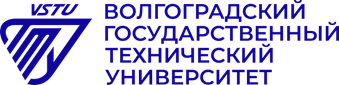 VSTU
ВОЛГОГРАДСКИЙ
ГОСУДАРСТВЕННЫЙ
ТЕХНИЧЕСКИЙ
УНИВЕРСИТЕТ